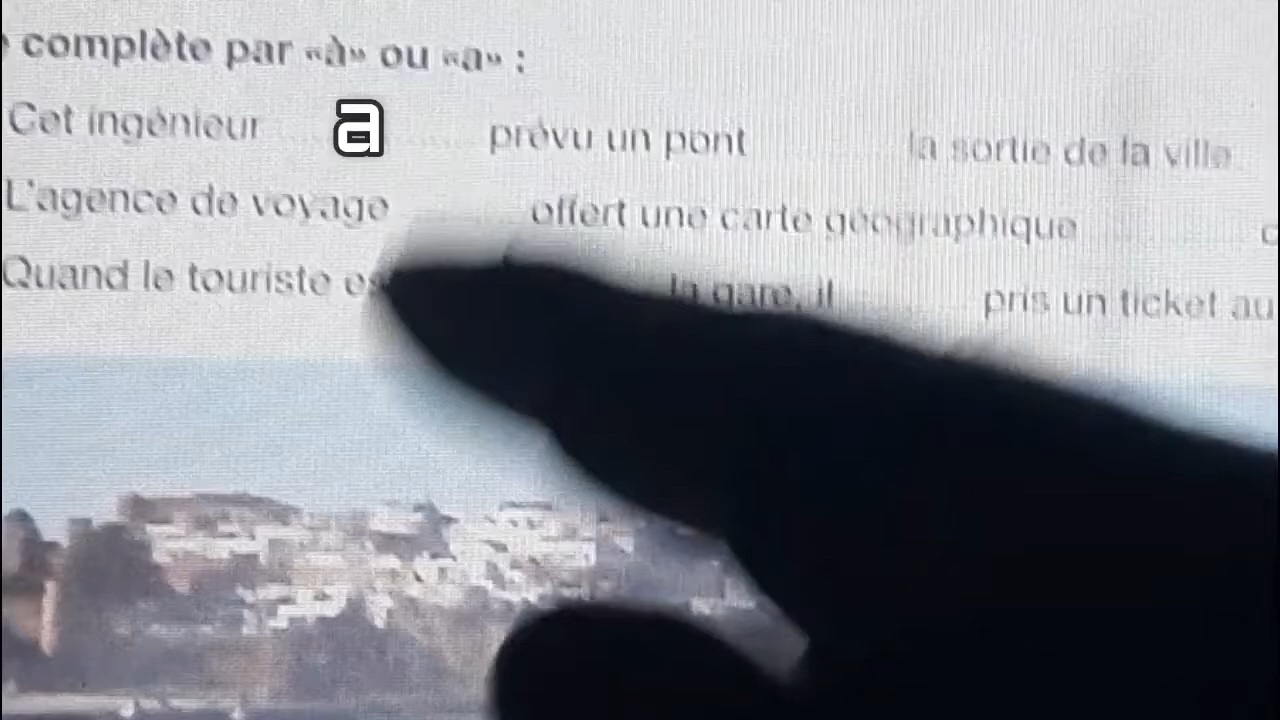 complète par «à» ou «a» :
Cet ingénieur a prévu un pont la sortie de la ville
L'agence de voyage offert une carte géographique
Quand le touriste la gare, il pris un ticket au